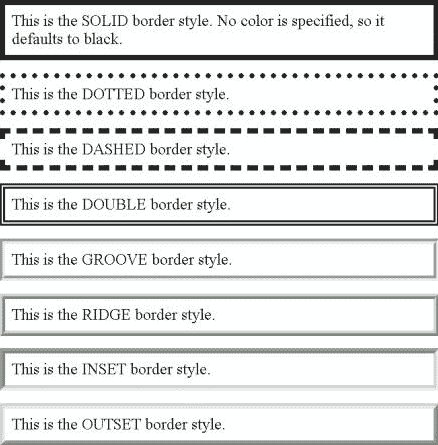 This is the SOLID border style. No color is specified, so it
defaults to black.
This is the DOTTED border style.
This is the DASHED border style.
This is the DOUBLE border style.
This is the GROOVE border style.
This is the RIDGE border style.
This is the INSET border style.
This is the OUTSET border style.